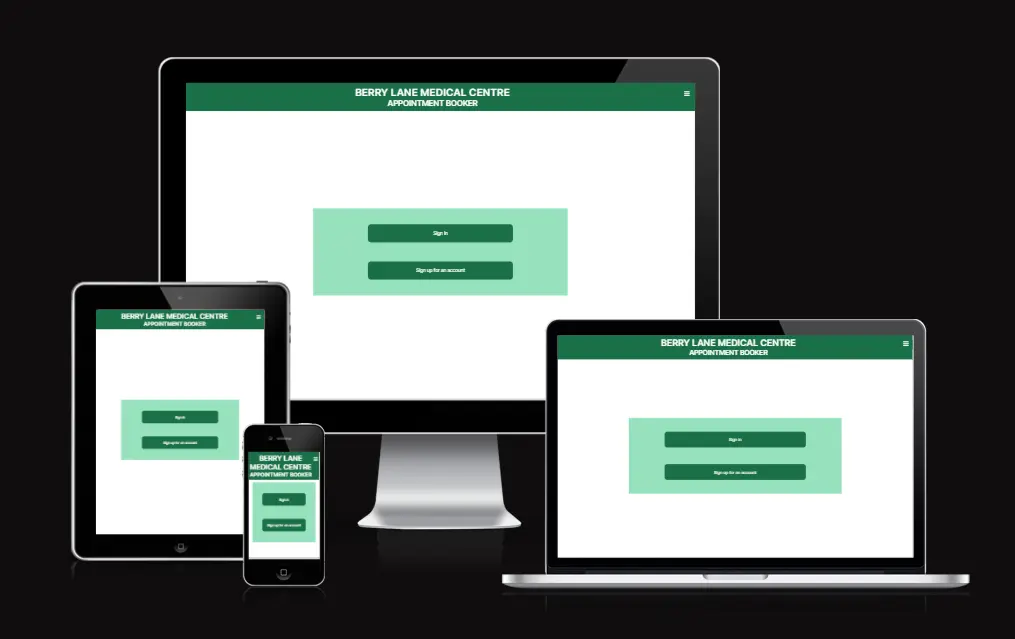 BERRY LANE MEDICAL CENTRE
APPOINTMENT BOOKER
Sign in
Sign up for an account
BERRY LANE MEDICAL CENTRE
APPOINTMENT BOOKER
Sign in
Sign up for an account
BERRY LANE
MEDICAL CENTRE
APPOINTMENT BOOKER
Sign in
Sign up for an account
BERRY LANE MEDICAL CENTRE
APPOINTMENT BOOKER
Sign in
Sign up for an account